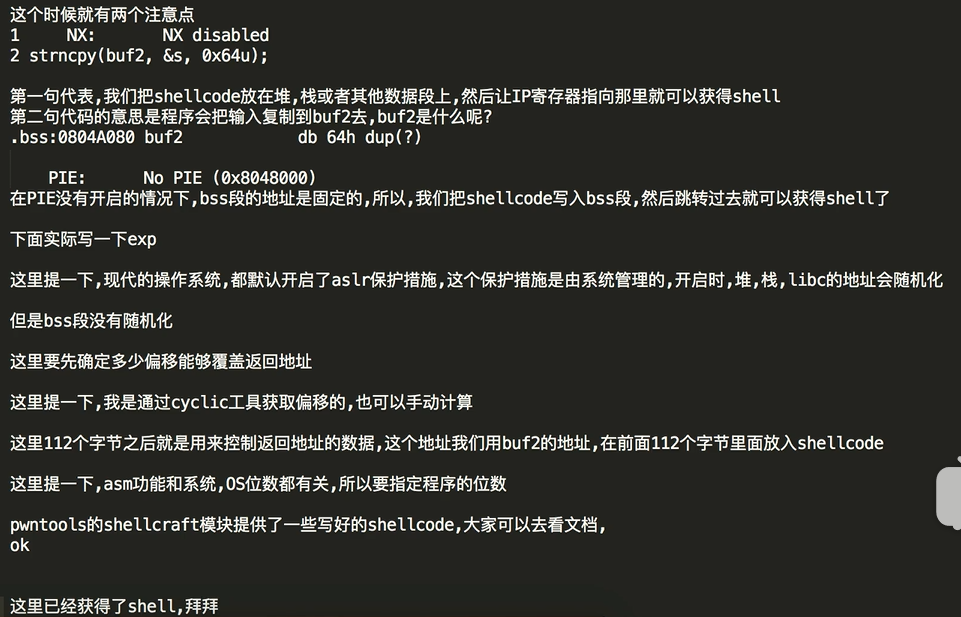 这个时候就有两个注意点
1     NX:       NX disabled
2 strncpy(buf2, &s, 0x64u);
第一句代表,我们把shellcode放在堆,栈或者其他数据段上,然后让IP寄存器指向那里就可以获得shell
第二句代码的意思是程序会把输入复制到buf2去,buf2是什么呢?
.bss:0804A080 buf2            db 64h dup(?)
    PIE:      No PIE (0x8048000)
在PIE没有开启的情况下,bss段的地址是固定的,所以,我们把shellcode写入bss段,然后跳转过去就可以获得shell了
下面实际写一下exp
这里提一下,现代的操作系统,都默认开启了aslr保护措施,这个保护措施是由系统管理的,开启时,堆,栈,libc的地址会随机化
但是bss段没有随机化
这里要先确定多少偏移能够覆盖返回地址
这里提一下,我是通过cyclic工具获取偏移的,也可以手动计算
这里112个字节之后就是用来控制返回地址的数据,这个地址我们用buf2的地址,在前面112个字节里面放入shellcode
这里提一下,asm功能和系统,OS位数都有关,所以要指定程序的位数
pwntools的shellcraft模块提供了一些写好的shellcode,大家可以去看文档,
ok
这里已经获得了shell,拜拜